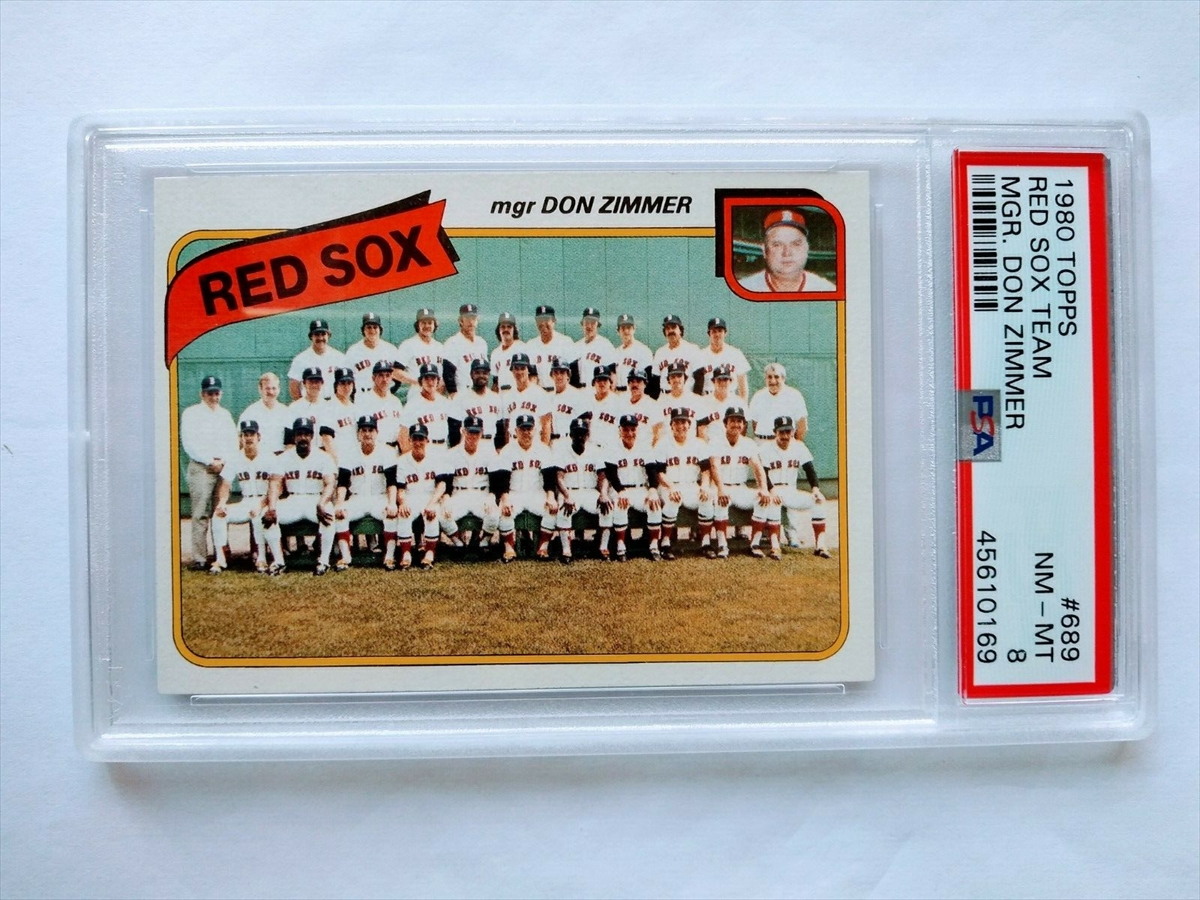 mgr DON ZIMMER
RED SOX
1980 TOPPS
RED SOX TEAM
MGR. DON ZIMMER
#689
NM - MT
8
45610169
PSA